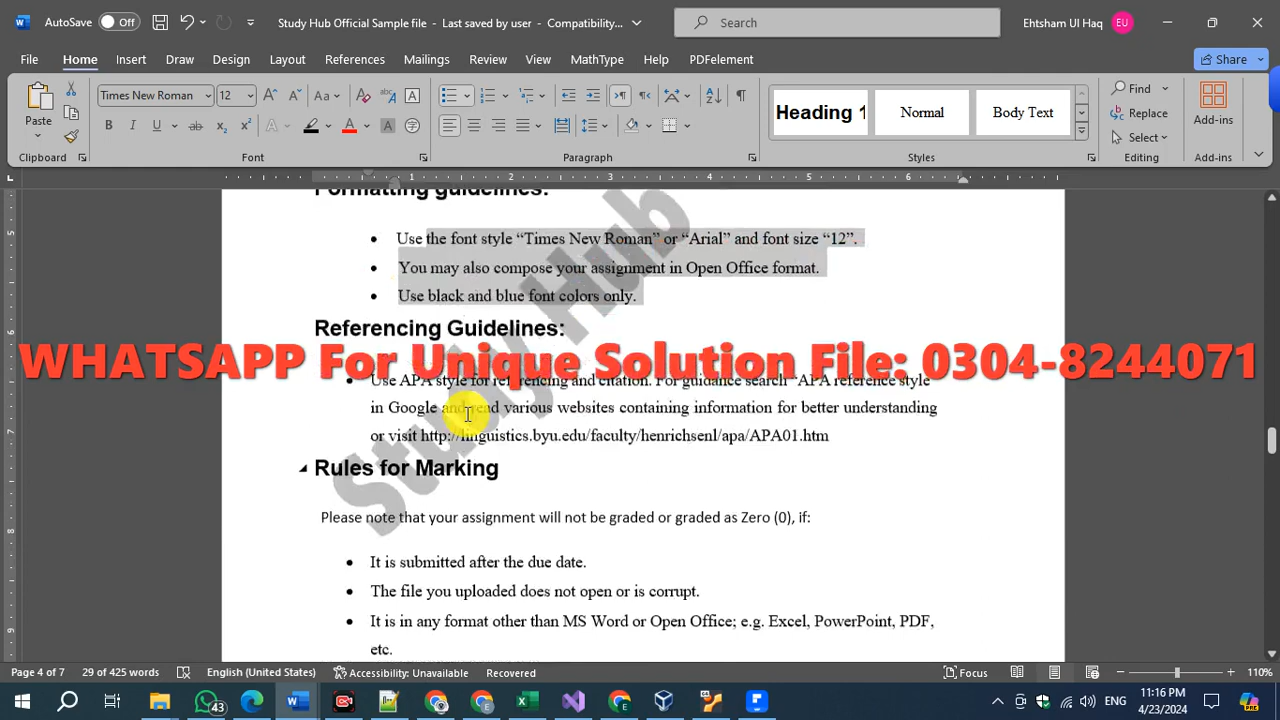 AutoSave Off Study Hub Official Sample file - Last saved by user - Compatibility... Search Ehtsham Ul Haq EU
File Home Insert Draw Design Layout References Mailings Review View MathType Help PDFelement Share
Paste Times New Roman 12 Aa Heading 1 Normal Body Text Find Replace Select Add-ins
Clipboard Font Paragraph Styles Editing Add-ins
1 2 3 4 5 6
Formatting guidelines:
• Use the font style “Times New Roman” or “Arial” and font size “12”.
• You may also compose your assignment in Open Office format.
• Use black and blue font colors only.
Referencing Guidelines:
WHATSAPP For Unique Solution File: 0304-8244071
• Use APA style for referencing and citation. For guidance search “APA reference style
in Google and read various websites containing information for better understanding
or visit http://linguistics.byu.edu/faculty/henrichsenl/apa/APA01.htm
Rules for Marking
Please note that your assignment will not be graded or graded as Zero (0), if:
• It is submitted after the due date.
• The file you uploaded does not open or is corrupt.
• It is in any format other than MS Word or Open Office; e.g. Excel, PowerPoint, PDF,
etc.
Study Hub
Page 4 of 7 29 of 425 words English (United States) Accessibility: Unavailable Recovered Focus 110%
43 ENG 11:16 PM
4/23/2024